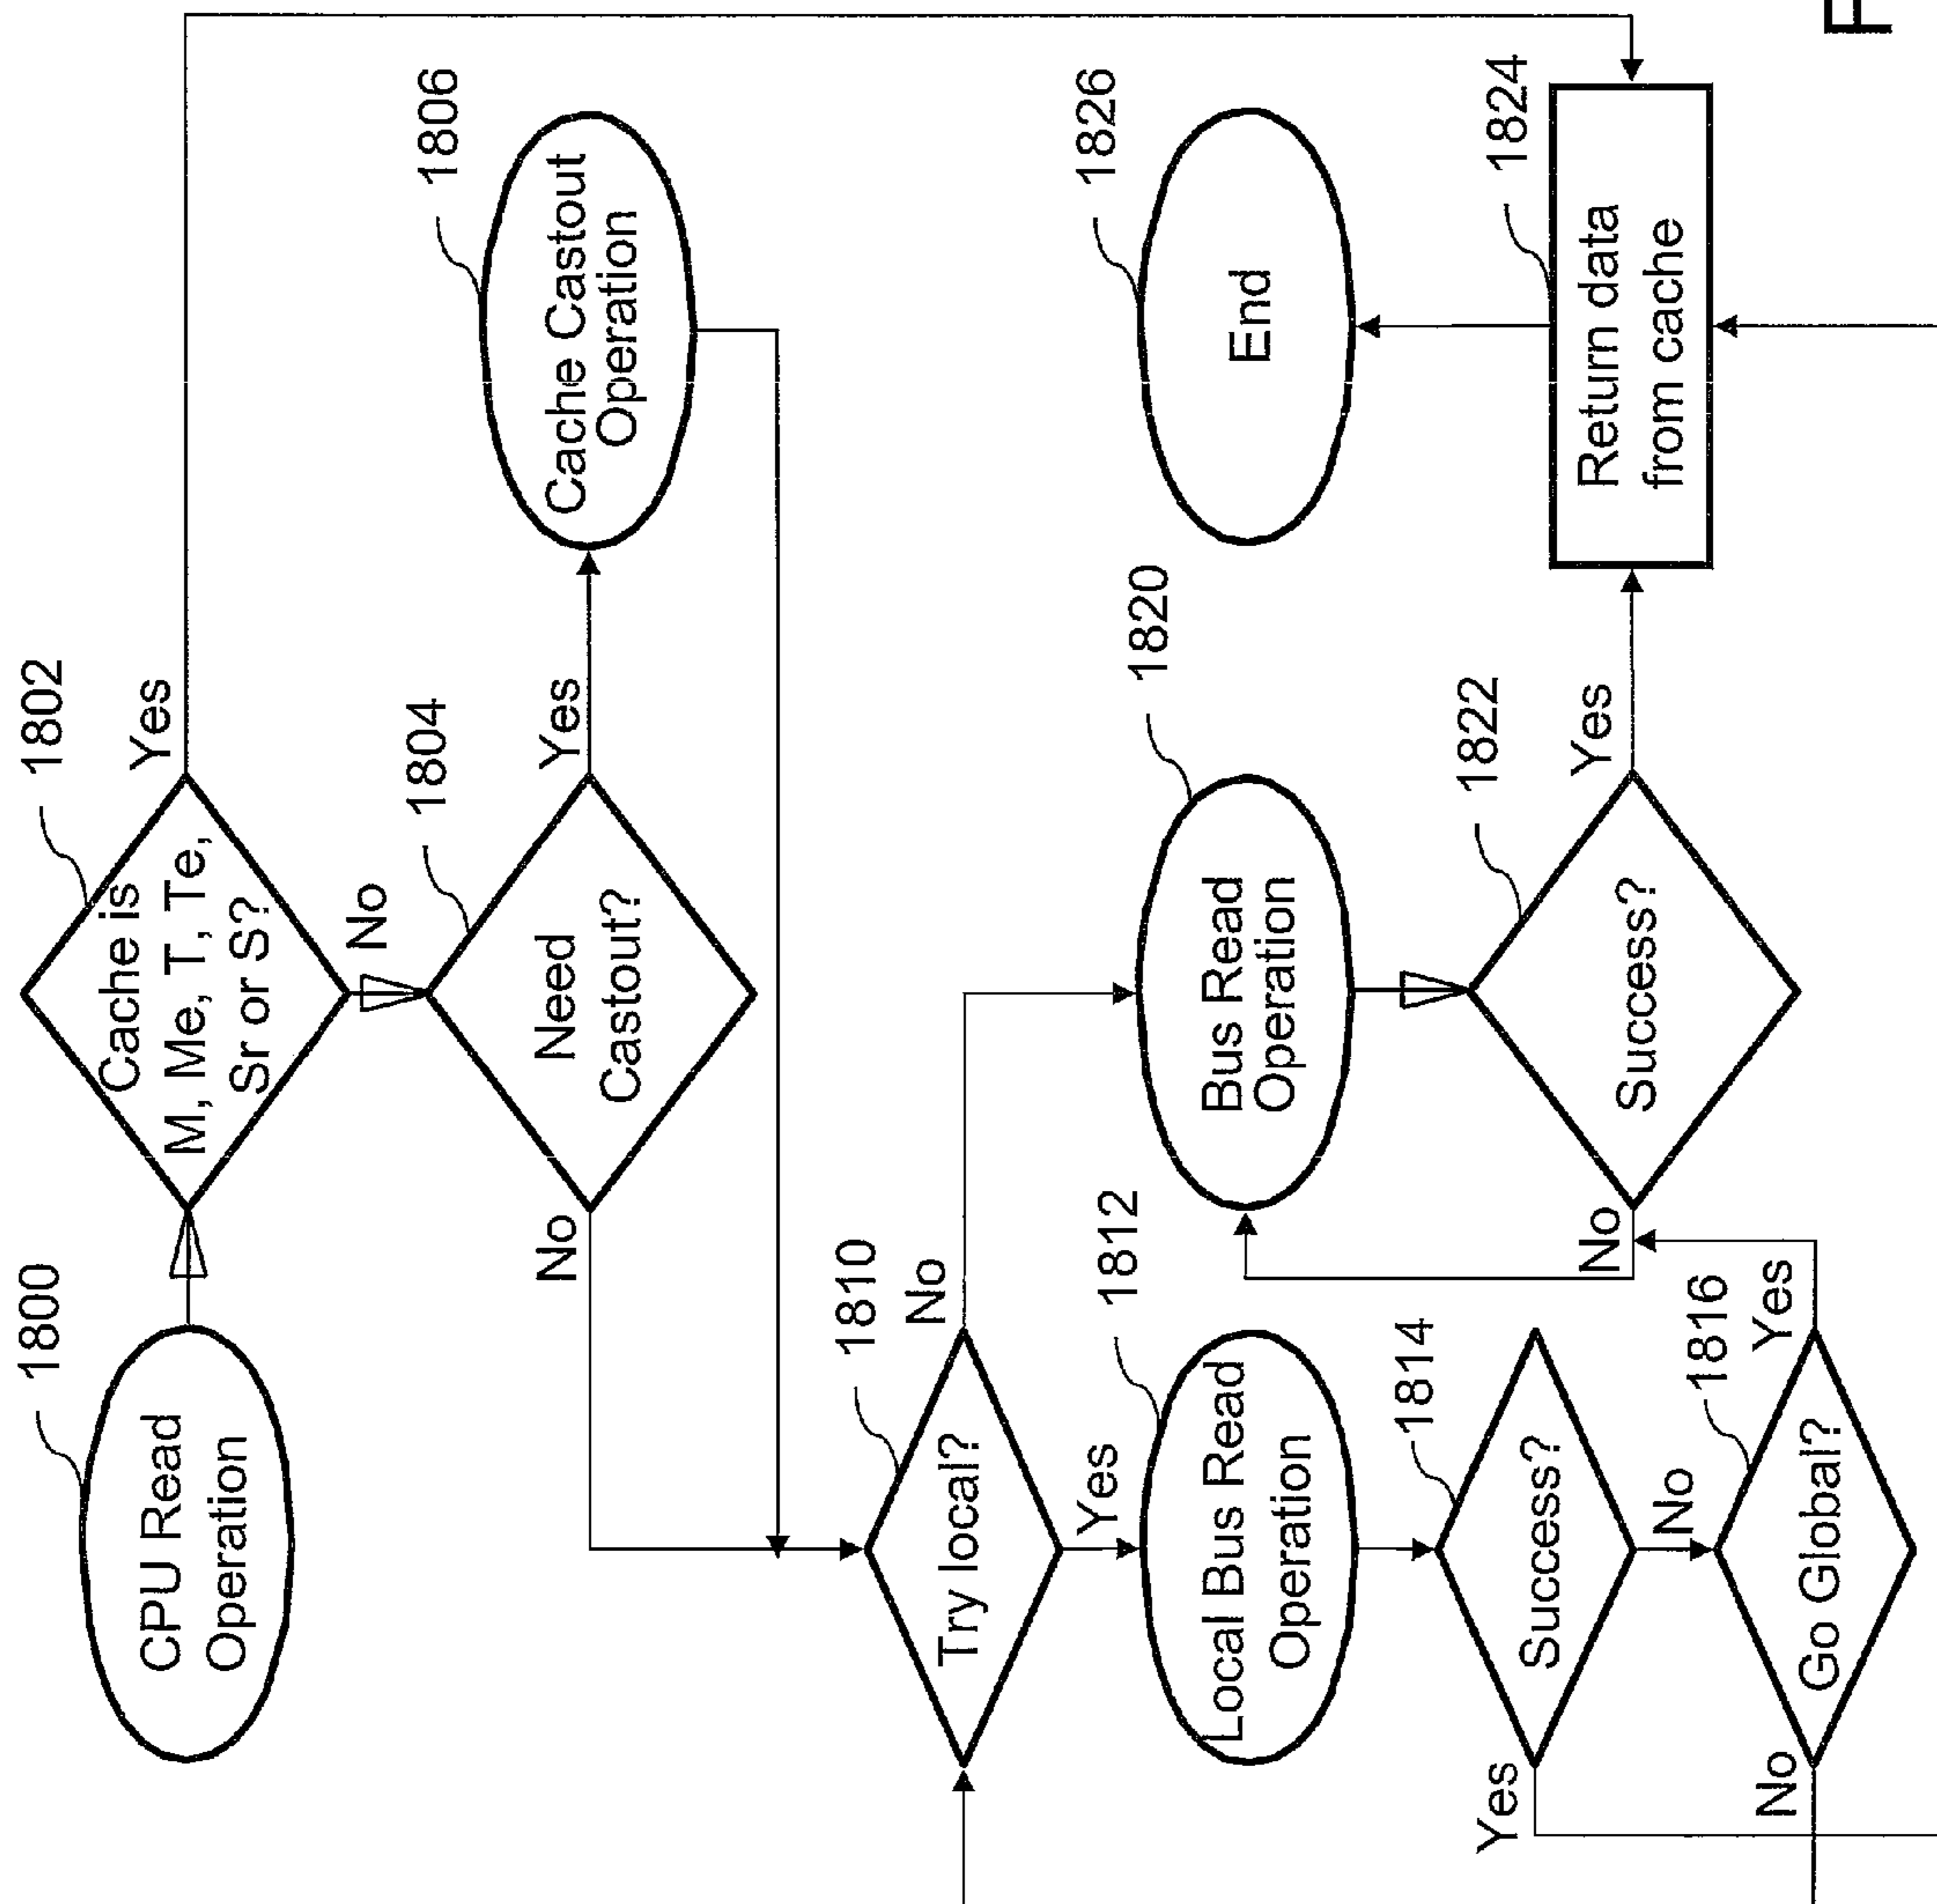 1800
CPU Read
Operation
1802
Cache is
M, Me, T, Te,
Sr or S?
Yes
No
1804
Need
Castout?
Yes
No
1806
Cache Castout
Operation
1810
Try local?
No
Yes
1812
Local Bus Read
Operation
1814
Success?
Yes
No
1816
Go Global?
Yes
No
1820
Bus Read
Operation
1822
Success?
Yes
No
1824
Return data
from cache
1826
End
F